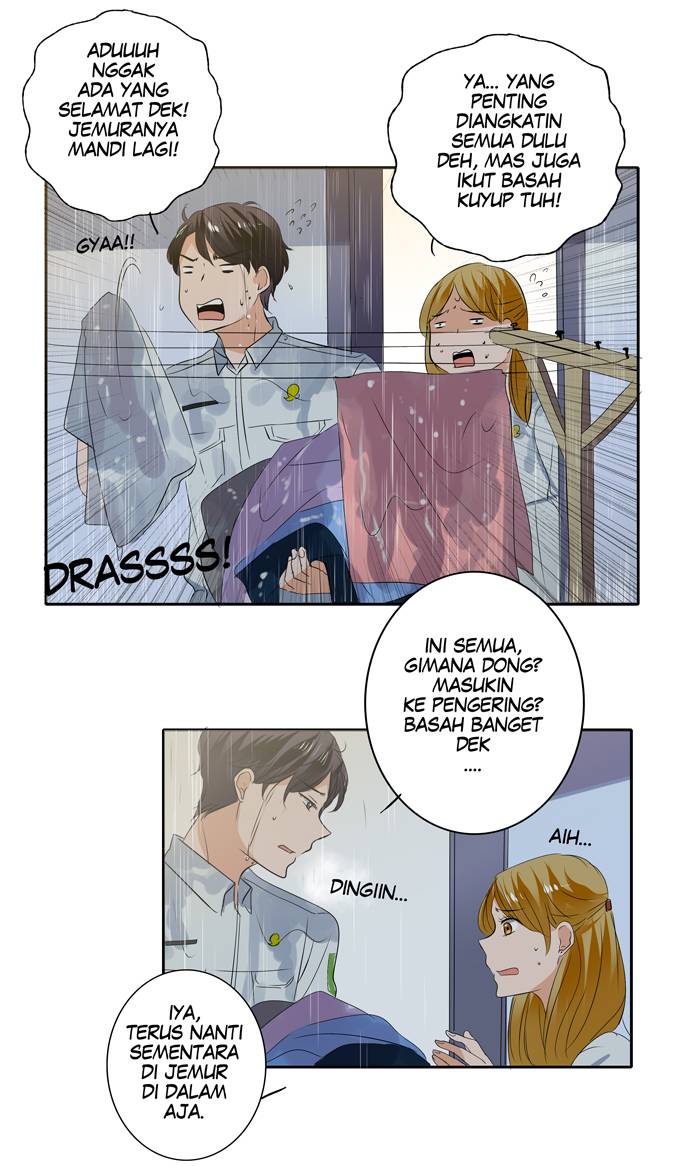 ADUUUH
NGGAK
ADA YANG
SELAMAT DEK!
JEMURANYA
MANDI LAGI!
YA... YANG
PENTING
DIANGKATIN
SEMUA DULU
DEH, MAS JUGA
IKUT BASAH
KUYUP TUH!
GYAA!!
DRASSSS!
INI SEMUA,
GIMANA DONG?
MASUKIN
KE PENGERING?
BASAH BANGET
DEK
....
AIH...
DINGIIN...
IYA,
TERUS NANTI
SEMENTARA
DI JEMUR
DI DALAM
AJA.